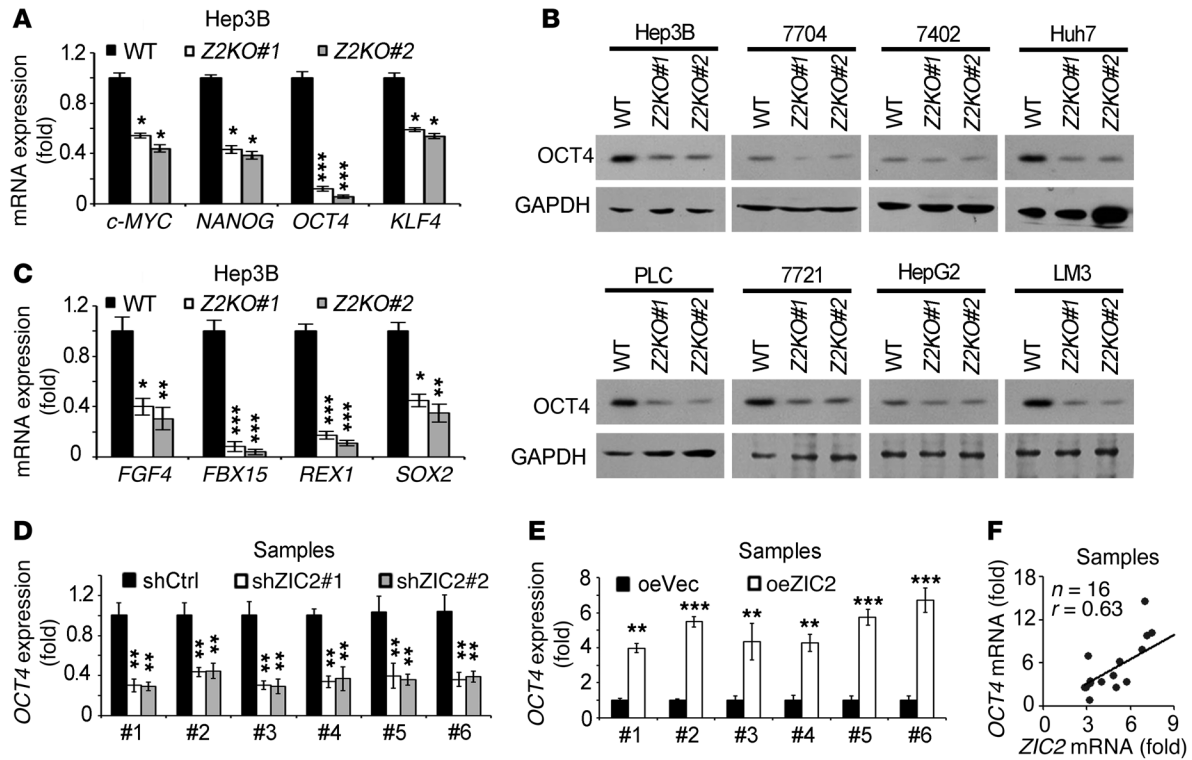 A
Hep3B
WT Z2KO#1 Z2KO#2
mRNA expression
(fold)
1.2
0.8
0.4
0
* * * * *** *** * *
c-MYC NANOG OCT4 KLF4
B
Hep3B 7704 7402 Huh7
WT Z2KO#1 Z2KO#2 WT Z2KO#1 Z2KO#2 WT Z2KO#1 Z2KO#2 WT Z2KO#1 Z2KO#2
OCT4
GAPDH
PLC 7721 HepG2 LM3
WT Z2KO#1 Z2KO#2 WT Z2KO#1 Z2KO#2 WT Z2KO#1 Z2KO#2 WT Z2KO#1 Z2KO#2
OCT4
GAPDH
C
Hep3B
WT Z2KO#1 Z2KO#2
mRNA expression
(fold)
1.2
0.8
0.4
0
* ** *** *** *** *** * **
FGF4 FBX15 REX1 SOX2
D
Samples
shCtrl shZIC2#1 shZIC2#2
OCT4 expression
(fold)
1.2
0.8
0.4
0
** ** ** ** ** ** ** ** ** ** ** **
#1 #2 #3 #4 #5 #6
E
Samples
oeVec oeZIC2
OCT4 expression
(fold)
8
6
4
2
0
** *** ** ** *** ***
#1 #2 #3 #4 #5 #6
F
Samples
n = 16
r = 0.63
OCT4 mRNA (fold)
18
12
6
0
0 3 6 9
ZIC2 mRNA (fold)